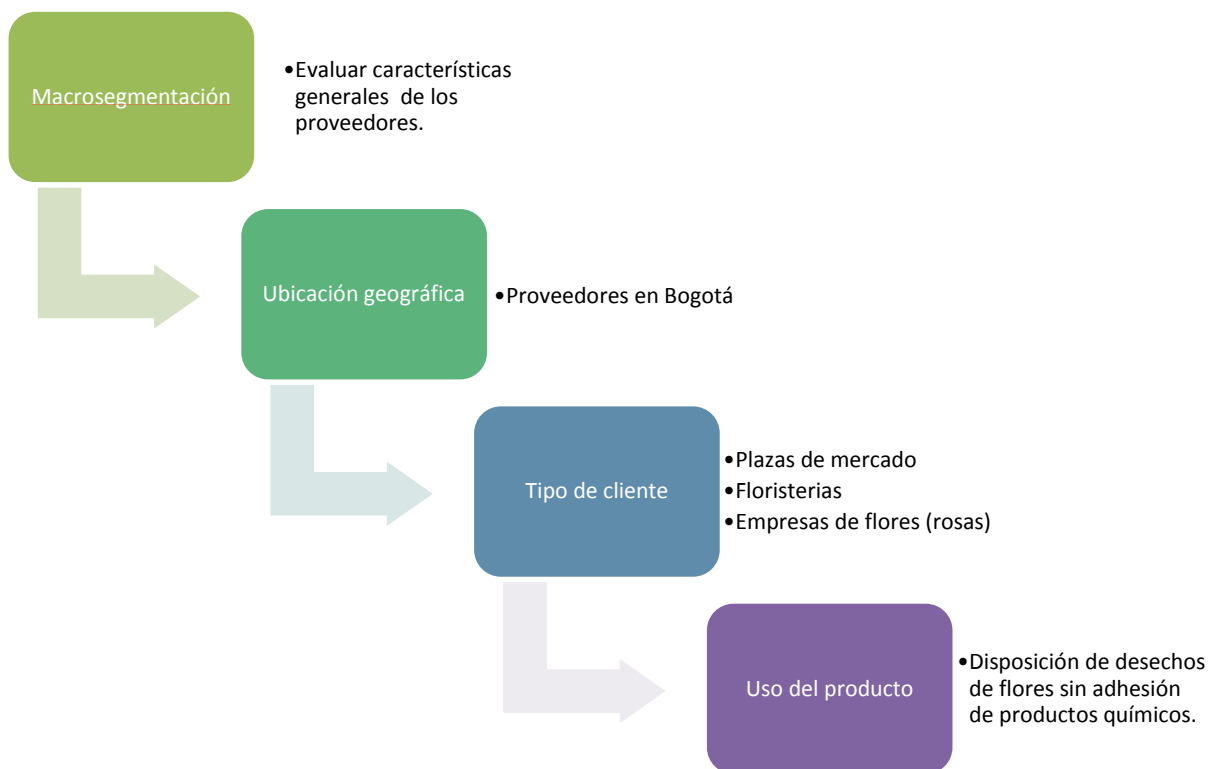 Macrosegmentación
•Evaluar características
generales de los
proveedores.
Ubicación geográfica
•Proveedores en Bogotá
Tipo de cliente
•Plazas de mercado
•Floristerias
•Empresas de flores (rosas)
Uso del producto
•Disposición de desechos
de flores sin adhesión
de productos químicos.